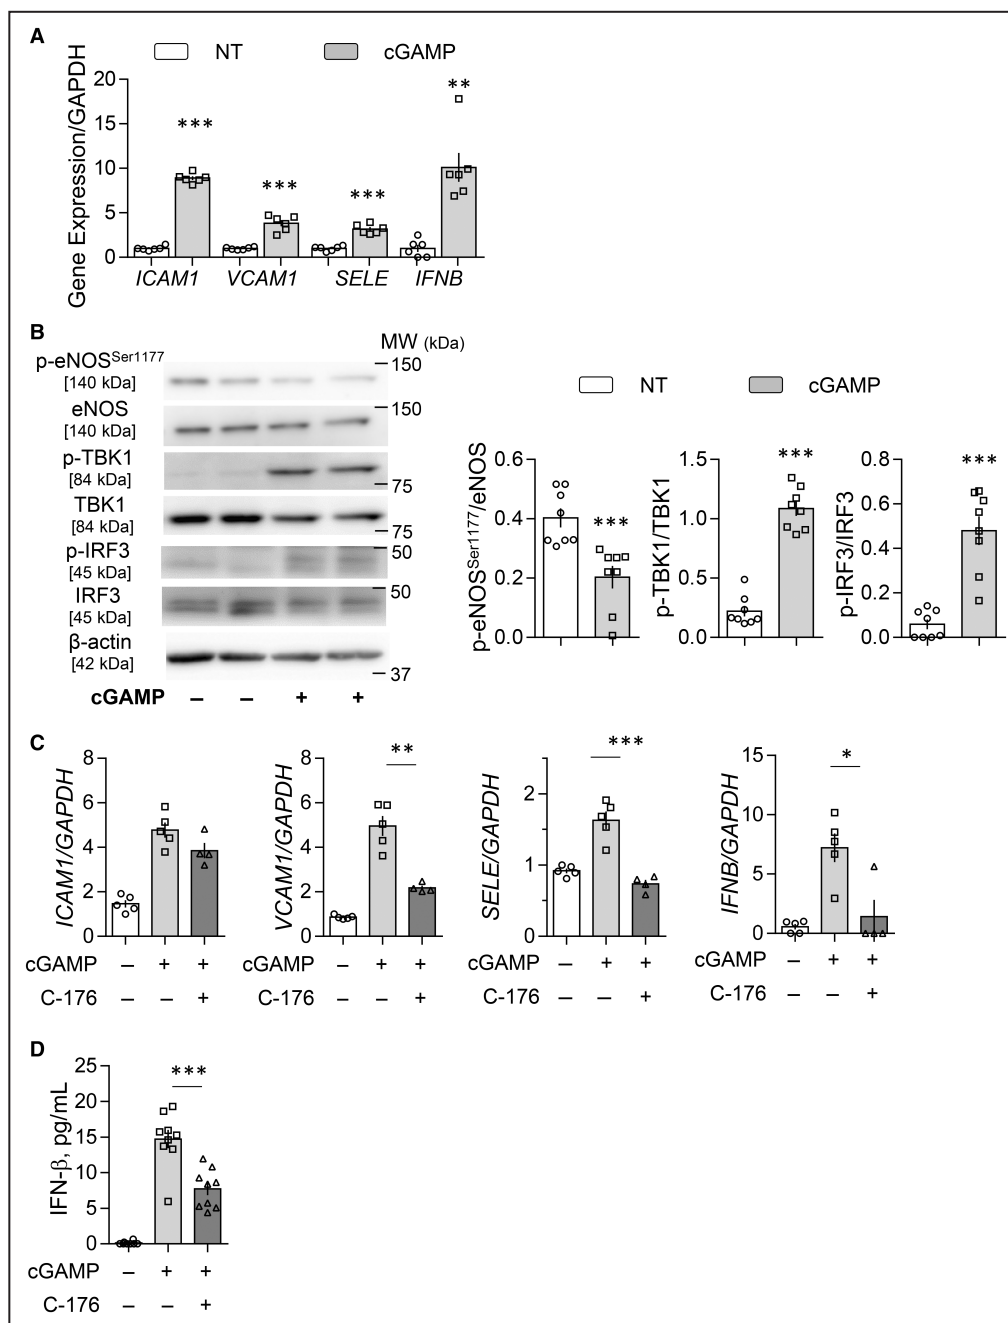 A
NT cGAMP
Gene Expression/GAPDH
20
15
10
5
0
*** *** *** **
ICAM1 VCAM1 SELE IFNB
B
MW (kDa)
p-eNOSSer1177
[140 kDa]
150
eNOS
[140 kDa]
150
p-TBK1
[84 kDa]
75
TBK1
[84 kDa]
75
p-IRF3
[45 kDa]
50
IRF3
[45 kDa]
50
β-actin
[42 kDa]
37
cGAMP – – + +
NT cGAMP
p-eNOSSer1177/eNOS
0.6
0.4
0.2
0.0
***
p-TBK1/TBK1
1.5
1.0
0.5
0.0
***
p-IRF3/IRF3
0.8
0.6
0.4
0.2
0.0
***
C
ICAM1/GAPDH
8
6
4
2
0
cGAMP – + +
C-176 – – +
VCAM1/GAPDH
8
6
4
2
0
**
cGAMP – + +
C-176 – – +
SELE/GAPDH
2
1
0
***
cGAMP – + +
C-176 – – +
IFNB/GAPDH
15
10
5
0
*
cGAMP – + +
C-176 – – +
D
IFN-β, pg/mL
25
20
15
10
5
0
***
cGAMP – + +
C-176 – – +